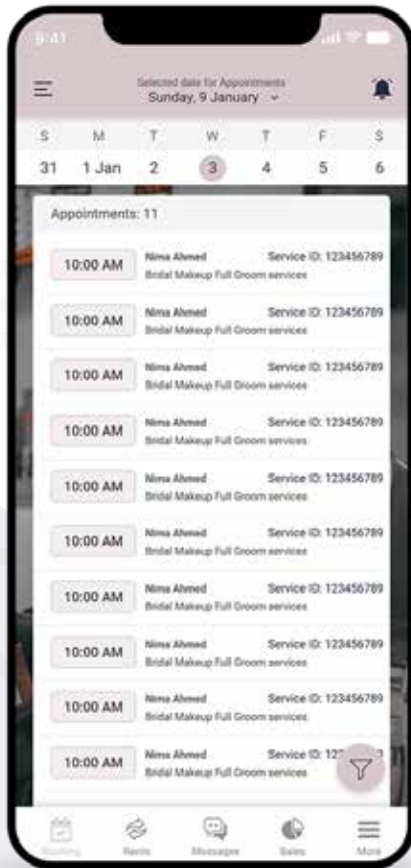 9:41
Selected date for Appointments
Sunday, 9 January
S M T W T F S
31 1 Jan 2 3 4 5 6
Appointments: 11
10:00 AM Nima Ahmed Service ID: 123456789
Bridal Makeup Full Groom services
10:00 AM Nima Ahmed Service ID: 123456789
Bridal Makeup Full Groom services
10:00 AM Nima Ahmed Service ID: 123456789
Bridal Makeup Full Groom services
10:00 AM Nima Ahmed Service ID: 123456789
Bridal Makeup Full Groom services
10:00 AM Nima Ahmed Service ID: 123456789
Bridal Makeup Full Groom services
10:00 AM Nima Ahmed Service ID: 123456789
Bridal Makeup Full Groom services
10:00 AM Nima Ahmed Service ID: 123456789
Bridal Makeup Full Groom services
10:00 AM Nima Ahmed Service ID: 123456789
Bridal Makeup Full Groom services
10:00 AM Nima Ahmed Service ID: 123456789
Bridal Makeup Full Groom services
10:00 AM Nima Ahmed Service ID:
Bridal Makeup Full Groom services
Rents Messages Sales More